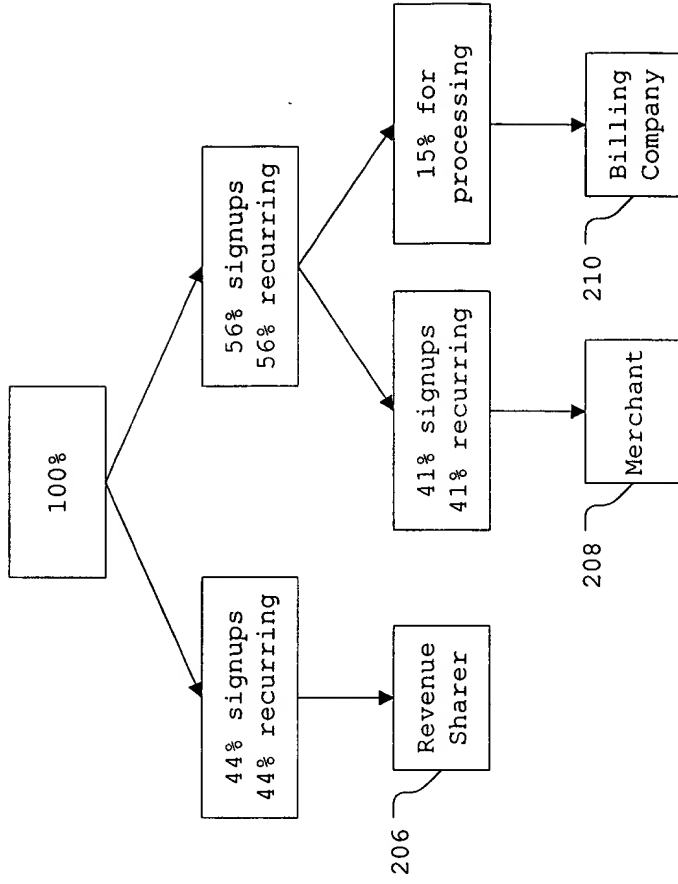 100%
44% signups
44% recurring
56% signups
56% recurring
Revenue
Sharer
206
41% signups
41% recurring
15% for
processing
Merchant
208
Billing
Company
210